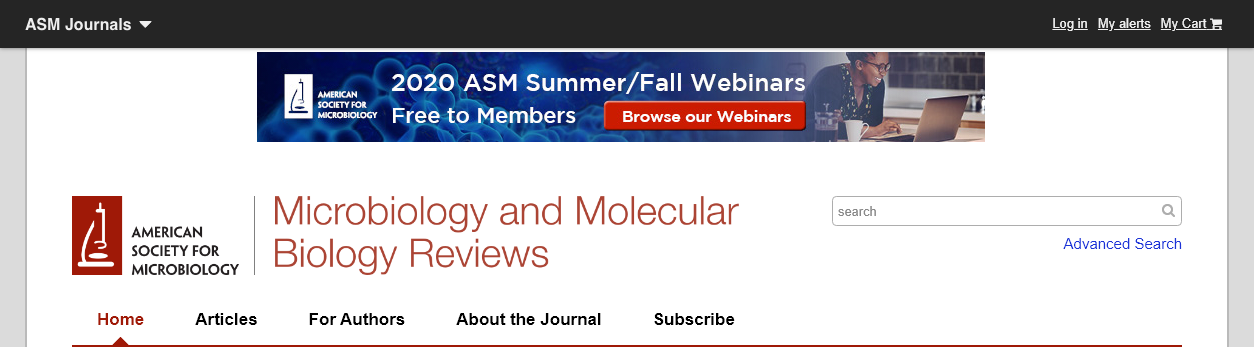 ASM Journals
Log in My alerts My Cart
AMERICAN
SOCIETY FOR
MICROBIOLOGY
2020 ASM Summer/Fall Webinars
Free to Members
Browse our Webinars
AMERICAN
SOCIETY FOR
MICROBIOLOGY
Microbiology and Molecular
Biology Reviews
search
Advanced Search
Home Articles For Authors About the Journal Subscribe